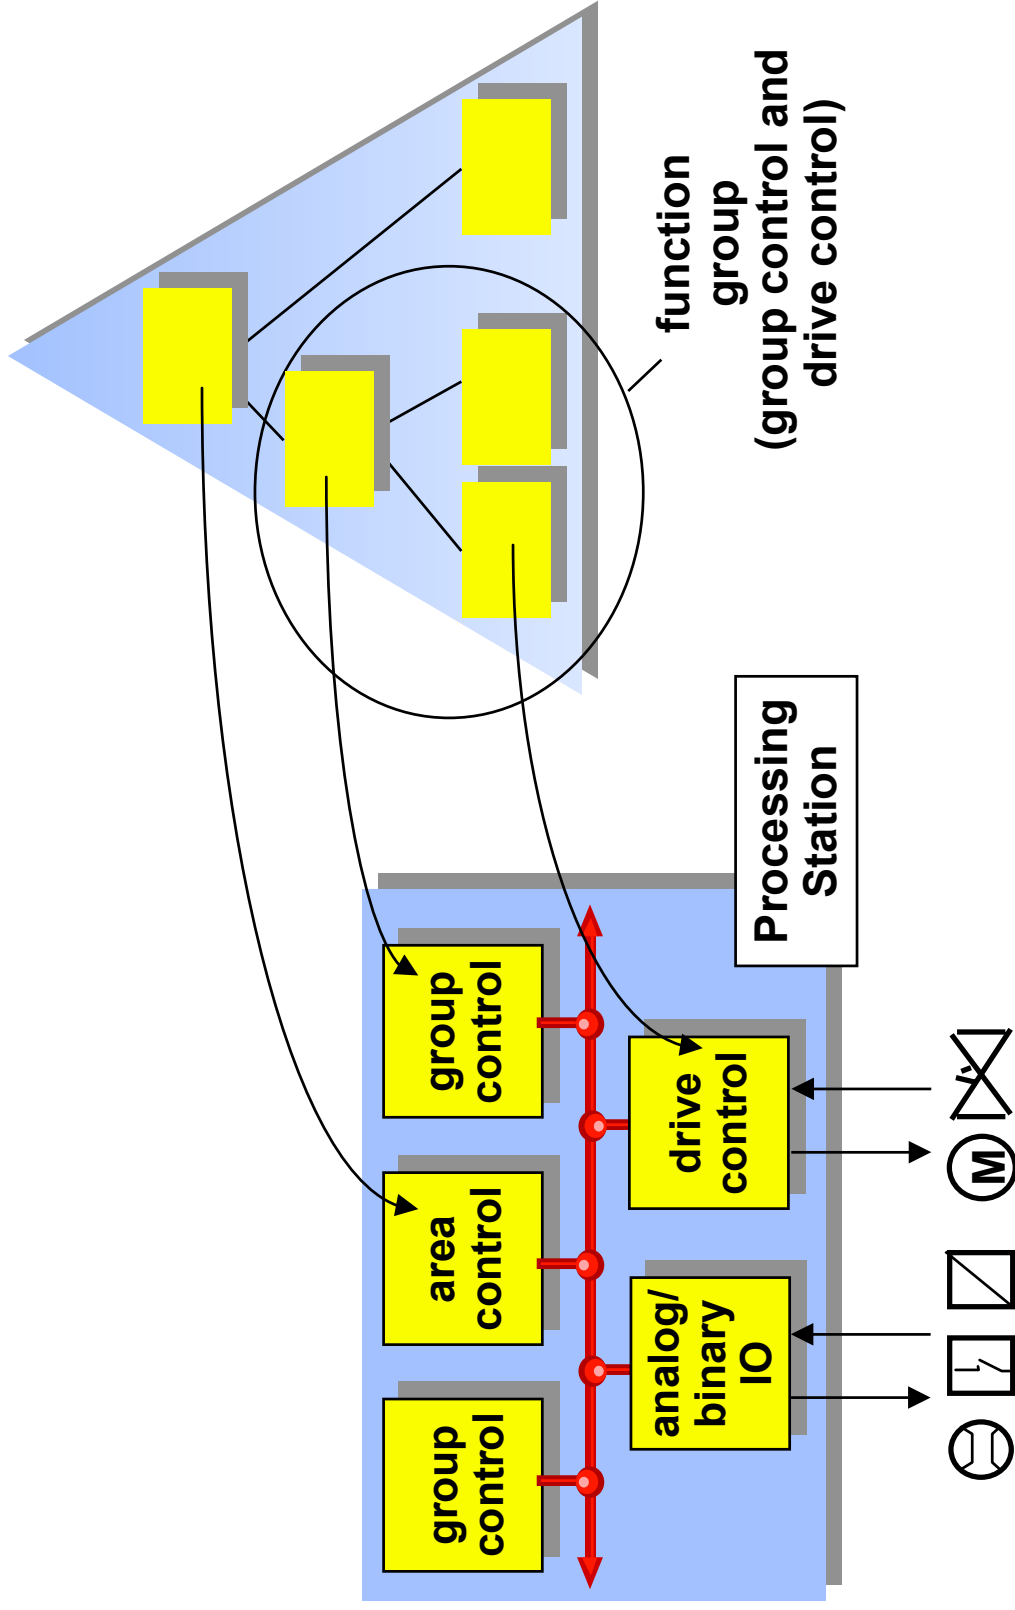 group
control
area
control
group
control
analog/
binary
IO
drive
control
M
Processing
Station
function
group
(group control and
drive control)